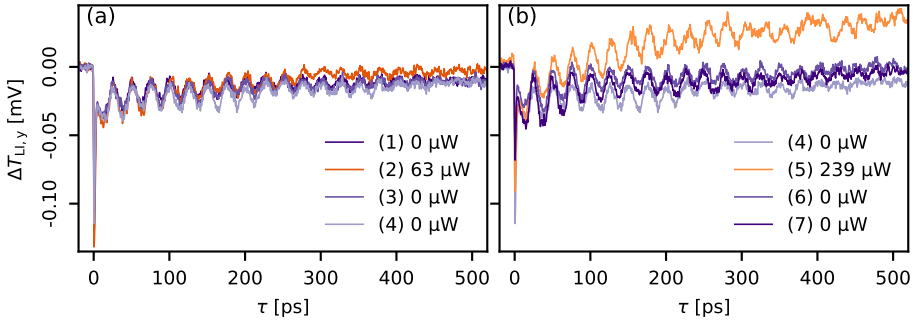 (a)
(b)
0.00
-0.05
-0.10
ΔT_LI, y [mV]
(1) 0 µW
(2) 63 µW
(3) 0 µW
(4) 0 µW
(4) 0 µW
(5) 239 µW
(6) 0 µW
(7) 0 µW
0 100 200 300 400 500
0 100 200 300 400 500
τ [ps]
τ [ps]